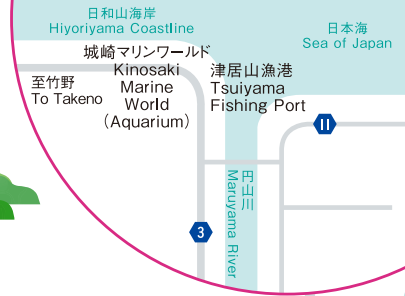 日和山海岸
Hiyoriyama Coastline
日本海
Sea of Japan
城崎マリンワールド
Kinosaki
Marine
World
（Aquarium）
津居山漁港
Tsuiyama
Fishing Port
至竹野
To Takeno
11
円山川
Maruyama River
3